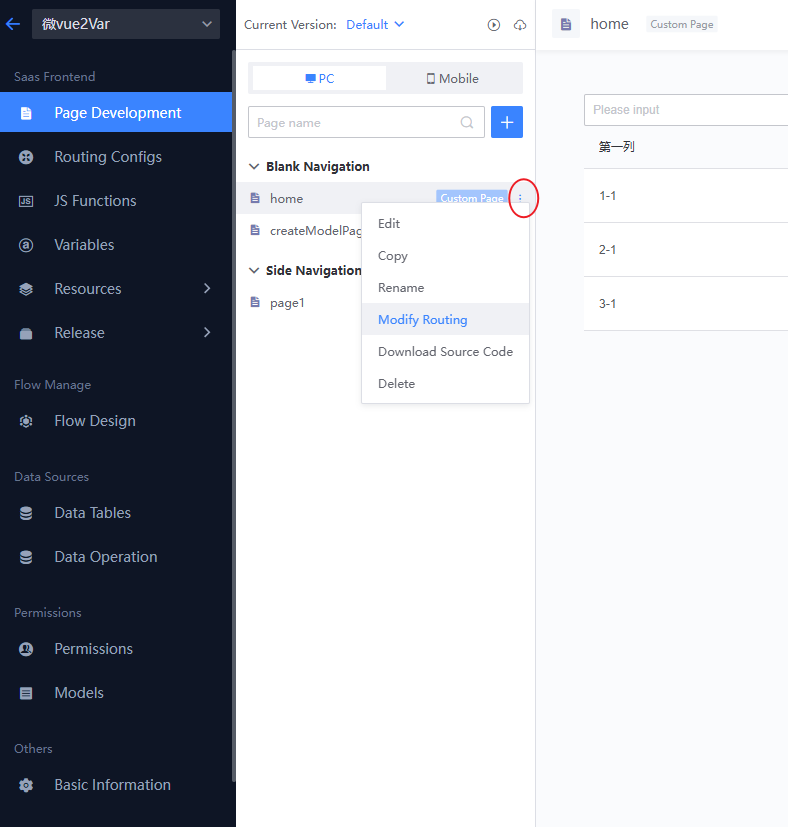 微vue2Var
Saas Frontend
Page Development
Routing Configs
JS Functions
Variables
Resources
Release
Flow Manage
Flow Design
Data Sources
Data Tables
Data Operation
Permissions
Permissions
Models
Others
Basic Information
Current Version: Default
PC
Mobile
Page name
Blank Navigation
home
Custom Page
createModelPag
Side Navigation
page1
Edit
Copy
Rename
Modify Routing
Download Source Code
Delete
home
Custom Page
Please input
第一列
1-1
2-1
3-1